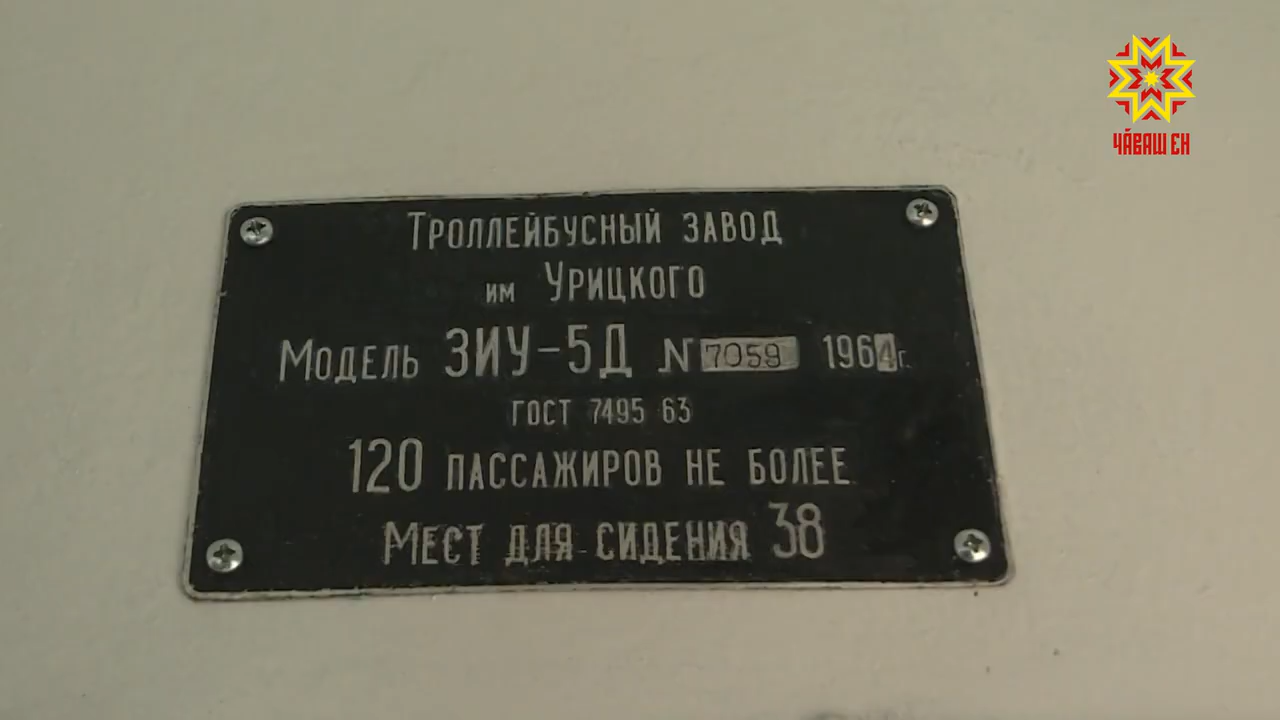 ЧӐВАШ ЕН
ТРОЛЛЕЙБУСНЫЙ ЗАВОД
им УРИЦКОГО
МОДЕЛЬ ЗИУ-5Д № 7059 1964г.
ГОСТ 7495 63
120 ПАССАЖИРОВ НЕ БОЛЕЕ
МЕСТ ДЛЯ СИДЕНИЯ 38